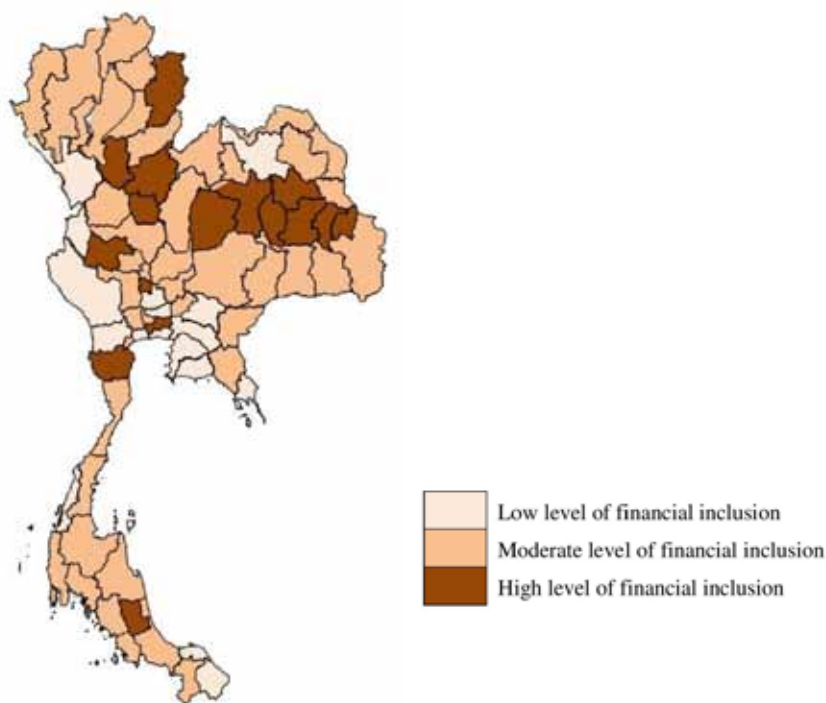 Low level of financial inclusion
Moderate level of financial inclusion
High level of financial inclusion